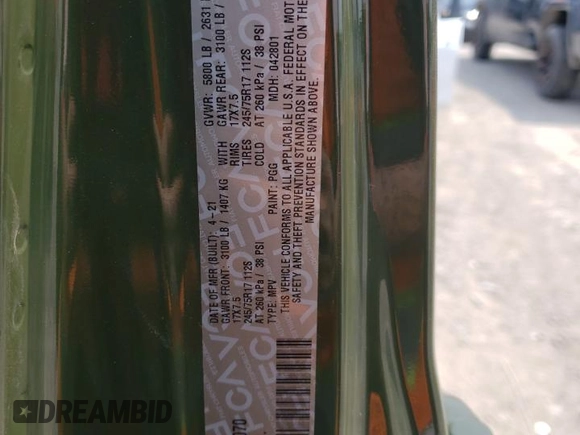 DATE OF MFR (BUILT): 4-21 GVWR: 5800 LB / 2631
GAWR FRONT: 3100 LB / 1407 KG WITH GAWR REAR: 3100 LB /
17X7.5 RIMS 17X7.5
245/75R17 112S TIRES 245/75R17 112S
AT 260 kPa / 38 PSI COLD AT 260 kPa / 38 PSI
TYPE: MPV PAINT: PGG MDH: 042801
THIS VEHICLE CONFORMS TO ALL APPLICABLE U.S.A. FEDERAL MOT
SAFETY AND THEFT PREVENTION STANDARDS IN EFFECT ON THE
MANUFACTURE SHOWN ABOVE.
770
DREAMBID